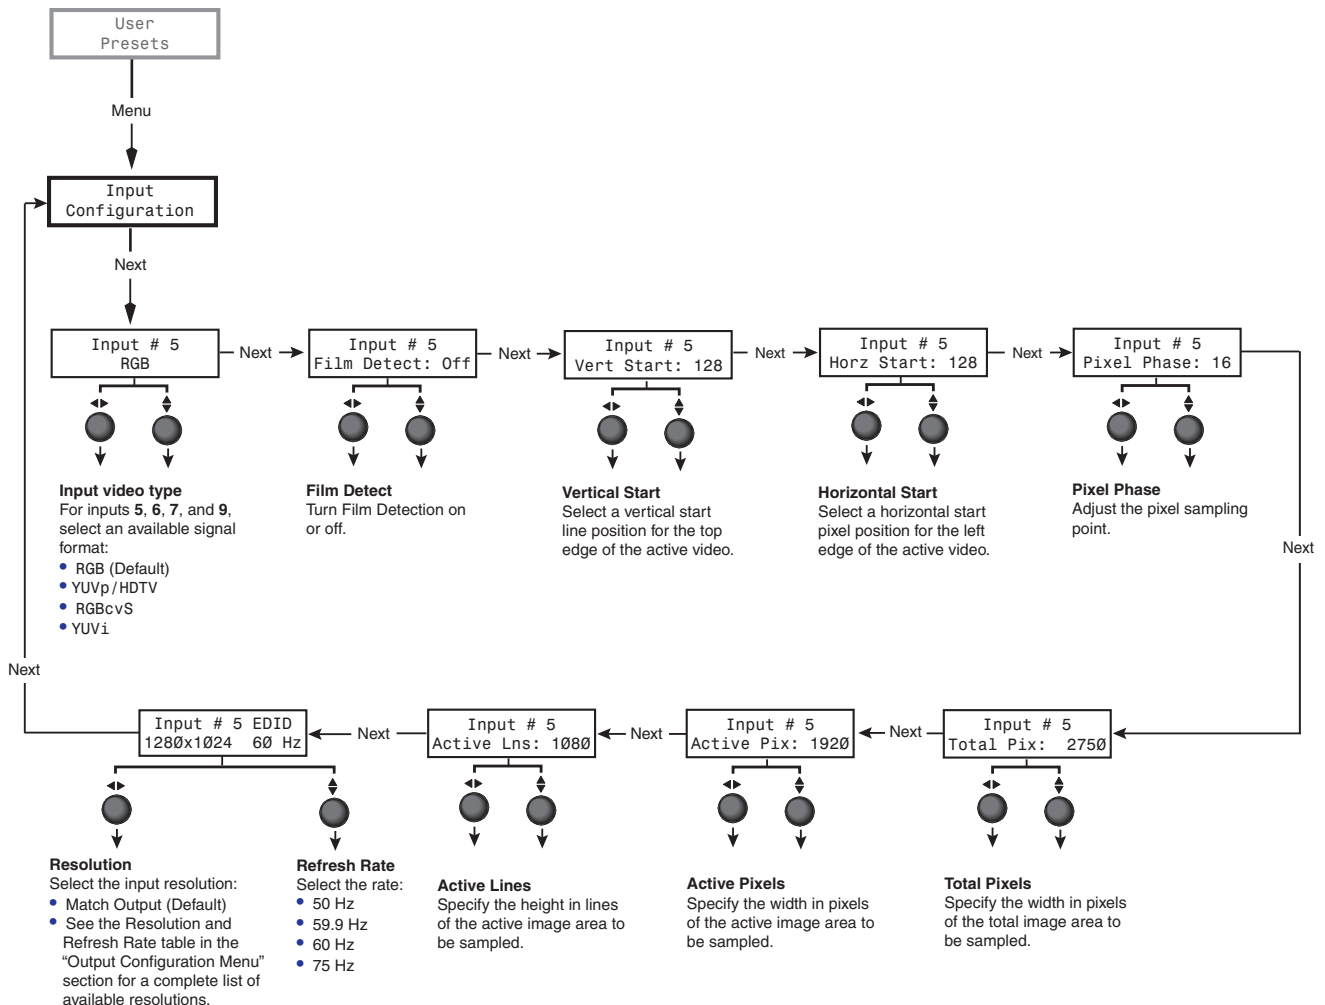 User
Presets
Menu
Input
Configuration
Next
Input # 5
RGB
Next
Input # 5
Film Detect: Off
Next
Input # 5
Vert Start: 128
Next
Input # 5
Horz Start: 128
Next
Input # 5
Pixel Phase: 16
Next
Input video type
For inputs 5, 6, 7, and 9,
select an available signal
format:
• RGB (Default)
• YUVp/HDTV
• RGBcvS
• YUVi
Film Detect
Turn Film Detection on
or off.
Vertical Start
Select a vertical start
line position for the top
edge of the active video.
Horizontal Start
Select a horizontal start
pixel position for the left
edge of the active video.
Pixel Phase
Adjust the pixel sampling
point.
Next
Input # 5 EDID
128Øx1Ø24 6Ø Hz
Next
Input # 5
Active Lns: 1Ø8Ø
Next
Input # 5
Active Pix: 192Ø
Next
Input # 5
Total Pix: 275Ø
Resolution
Select the input resolution:
• Match Output (Default)
• See the Resolution and
Refresh Rate table in the
“Output Configuration Menu”
section for a complete list of
available resolutions.
Refresh Rate
Select the rate:
• 50 Hz
• 59.9 Hz
• 60 Hz
• 75 Hz
Active Lines
Specify the height in lines
of the active image area to
be sampled.
Active Pixels
Specify the width in pixels
of the active image area to
be sampled.
Total Pixels
Specify the width in pixels
of the total image area to
be sampled.